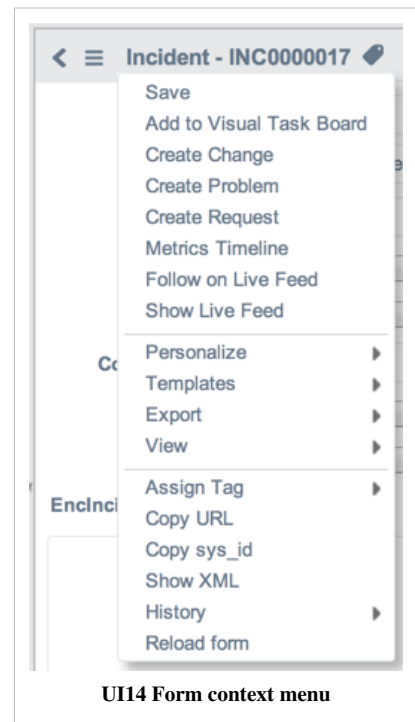 Incident - INC0000017
Save
Add to Visual Task Board
Create Change
Create Problem
Create Request
Metrics Timeline
Follow on Live Feed
Show Live Feed
Personalize
Templates
Export
View
Assign Tag
EncInci
Copy URL
Copy sys_id
Show XML
History
Reload form
UI14 Form context menu